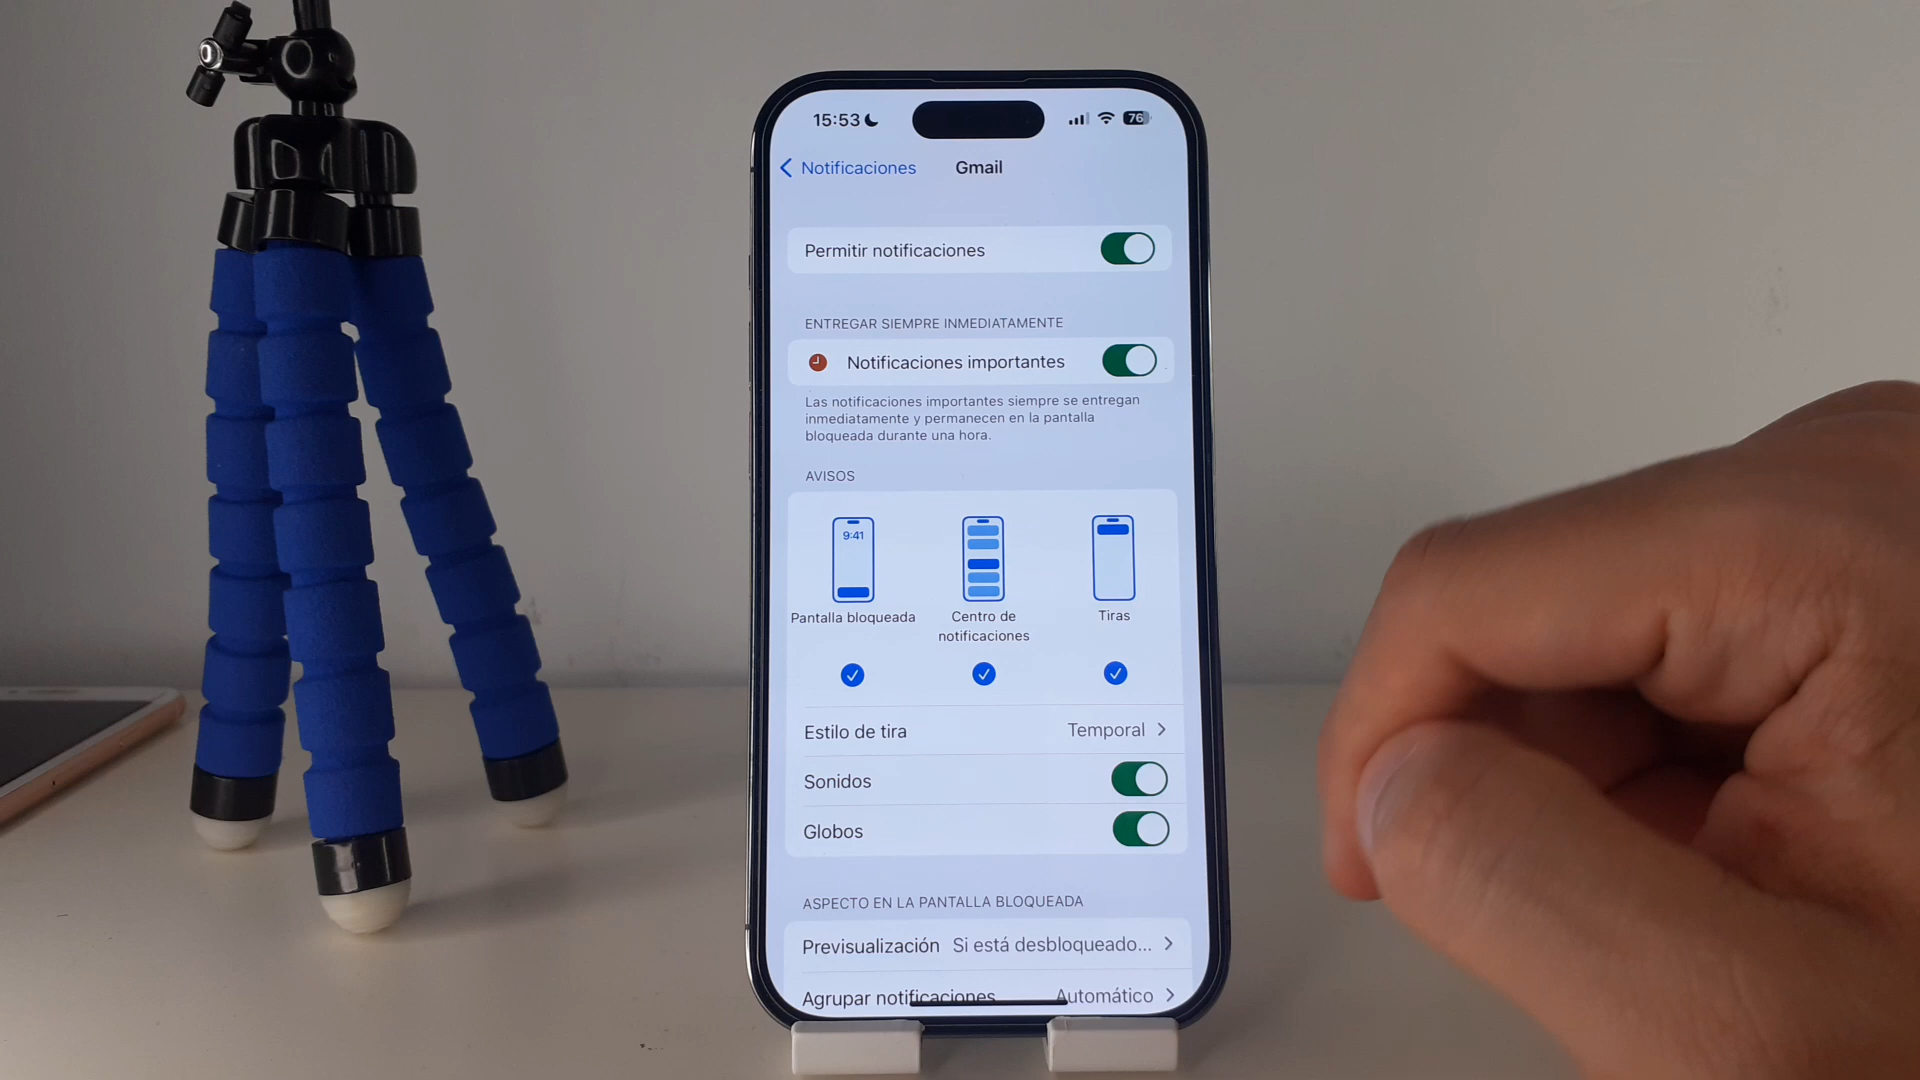 15:53
76
Notificaciones
Gmail
Permitir notificaciones
ENTREGAR SIEMPRE INMEDIATAMENTE
Notificaciones importantes
Las notificaciones importantes siempre se entregan
inmediatamente y permanecen en la pantalla
bloqueada durante una hora.
AVISOS
9:41
Pantalla bloqueada
Centro de
notificaciones
Tiras
Estilo de tira Temporal
Sonidos
Globos
ASPECTO EN LA PANTALLA BLOQUEADA
Previsualización Si está desbloqueado...
Agrupar notificaciones Automático